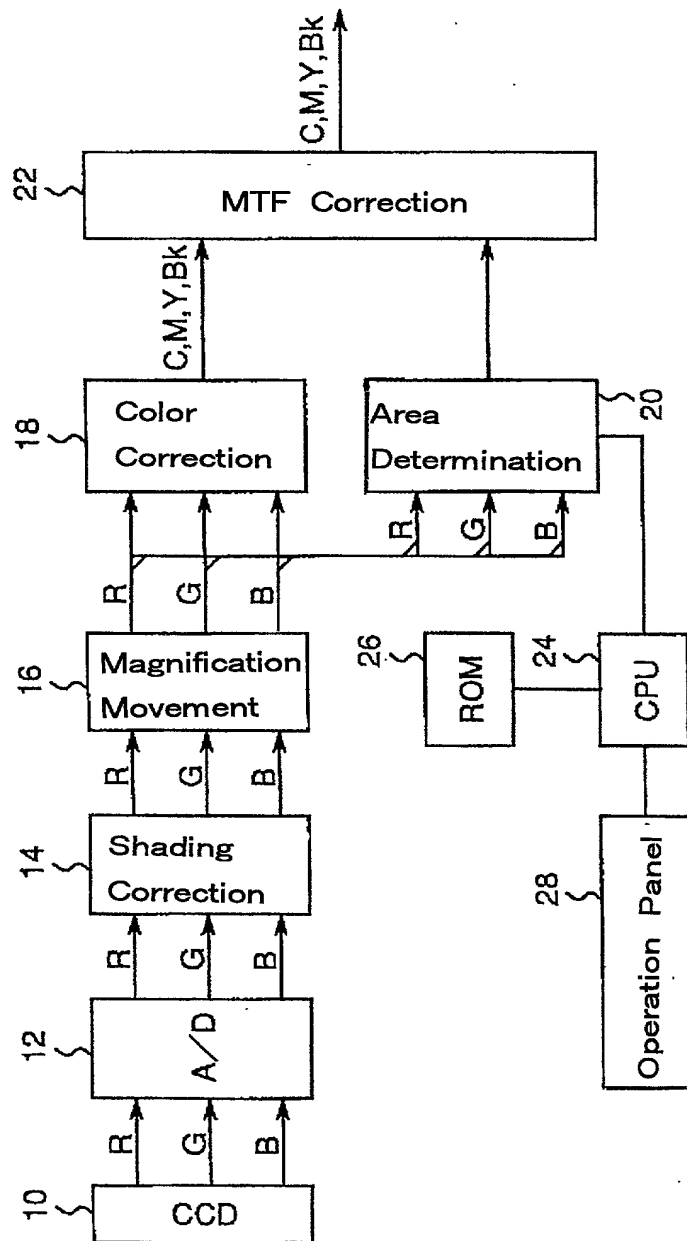 10
CCD
R
G
B
12
A/D
R
G
B
14
Shading
Correction
R
G
B
16
Magnification
Movement
R
G
B
18
Color
Correction
C,M,Y,Bk
R
G
B
Area
Determination
20
22
MTF Correction
C,M,Y,Bk
26
ROM
24
CPU
28
Operation Panel